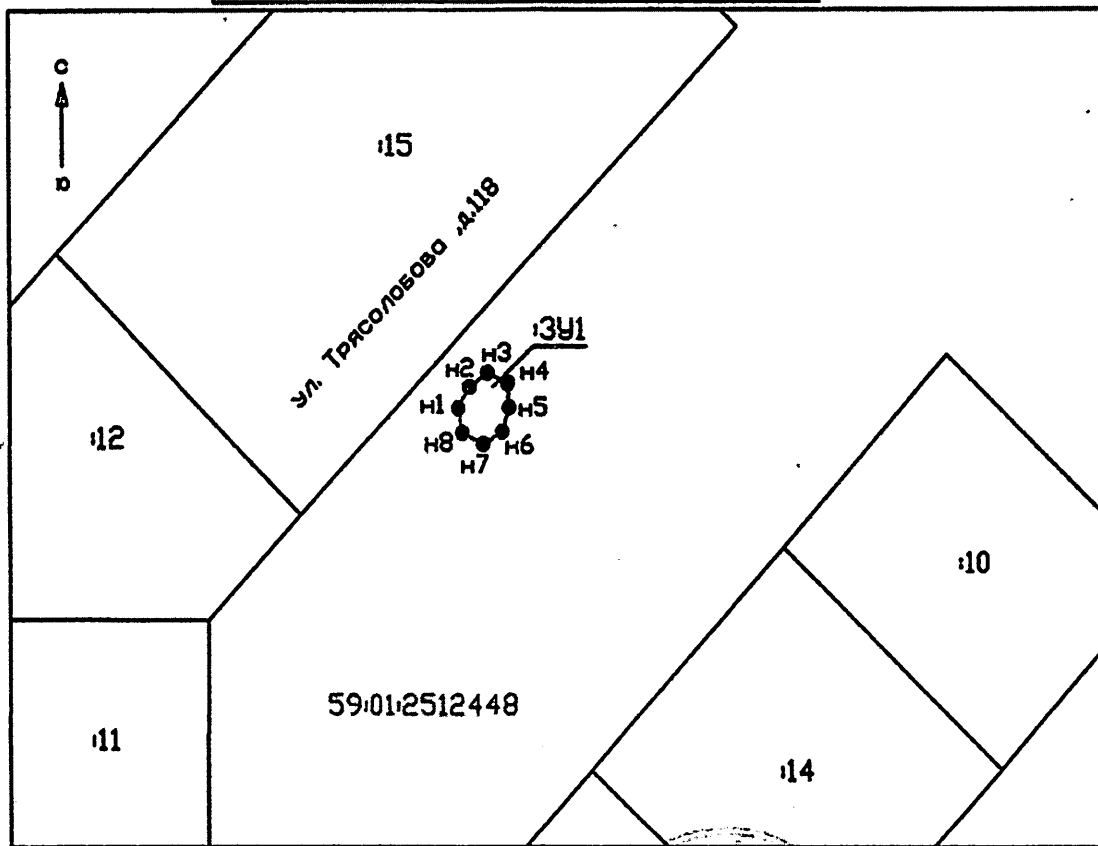 с
ю
:15
ул. Трясолобова ,д.118
:ЗУ1
н3
н2
н4
н1
н5
н8
н6
н7
:12
:10
59:01:2512448
:11
:14